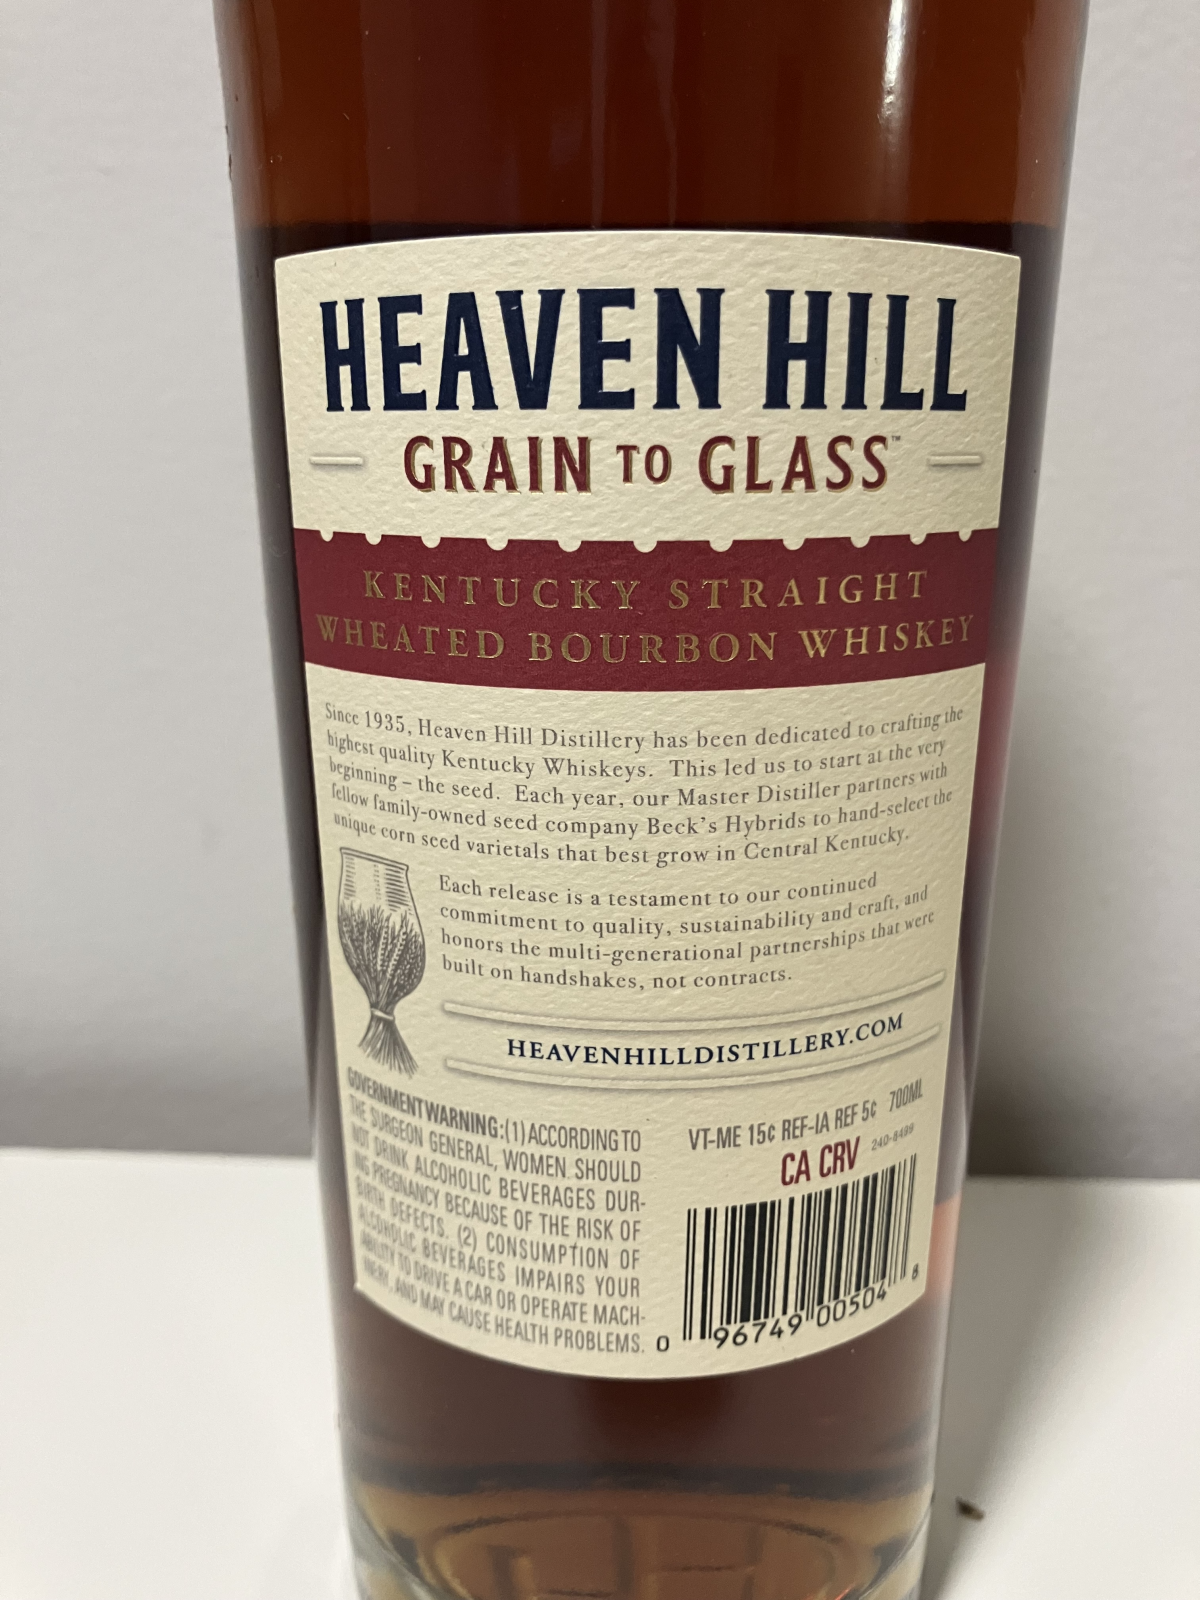 HEAVEN HILL
GRAIN TO GLASS™
KENTUCKY STRAIGHT
WHEATED BOURBON WHISKEY
Since 1935, Heaven Hill Distillery has been dedicated to crafting the
highest quality Kentucky Whiskeys. This led us to start at the very
beginning – the seed. Each year, our Master Distiller partners with
fellow family-owned seed company Beck's Hybrids to hand-select the
unique corn seed varietals that best grow in Central Kentucky.
Each release is a testament to our continued
commitment to quality, sustainability and craft, and
honors the multi-generational partnerships that were
built on handshakes, not contracts.
HEAVENHILLDISTILLERY.COM
GOVERNMENT WARNING: (1) ACCORDING TO
THE SURGEON GENERAL, WOMEN SHOULD
NOT DRINK ALCOHOLIC BEVERAGES DUR-
ING PREGNANCY BECAUSE OF THE RISK OF
BIRTH DEFECTS. (2) CONSUMPTION OF
ALCOHOLIC BEVERAGES IMPAIRS YOUR
ABILITY TO DRIVE A CAR OR OPERATE MACH-
INERY, AND MAY CAUSE HEALTH PROBLEMS.
VT-ME 15¢ REF-IA REF 5¢ 700ML
CA CRV 240-8499
0 96749 00504 8